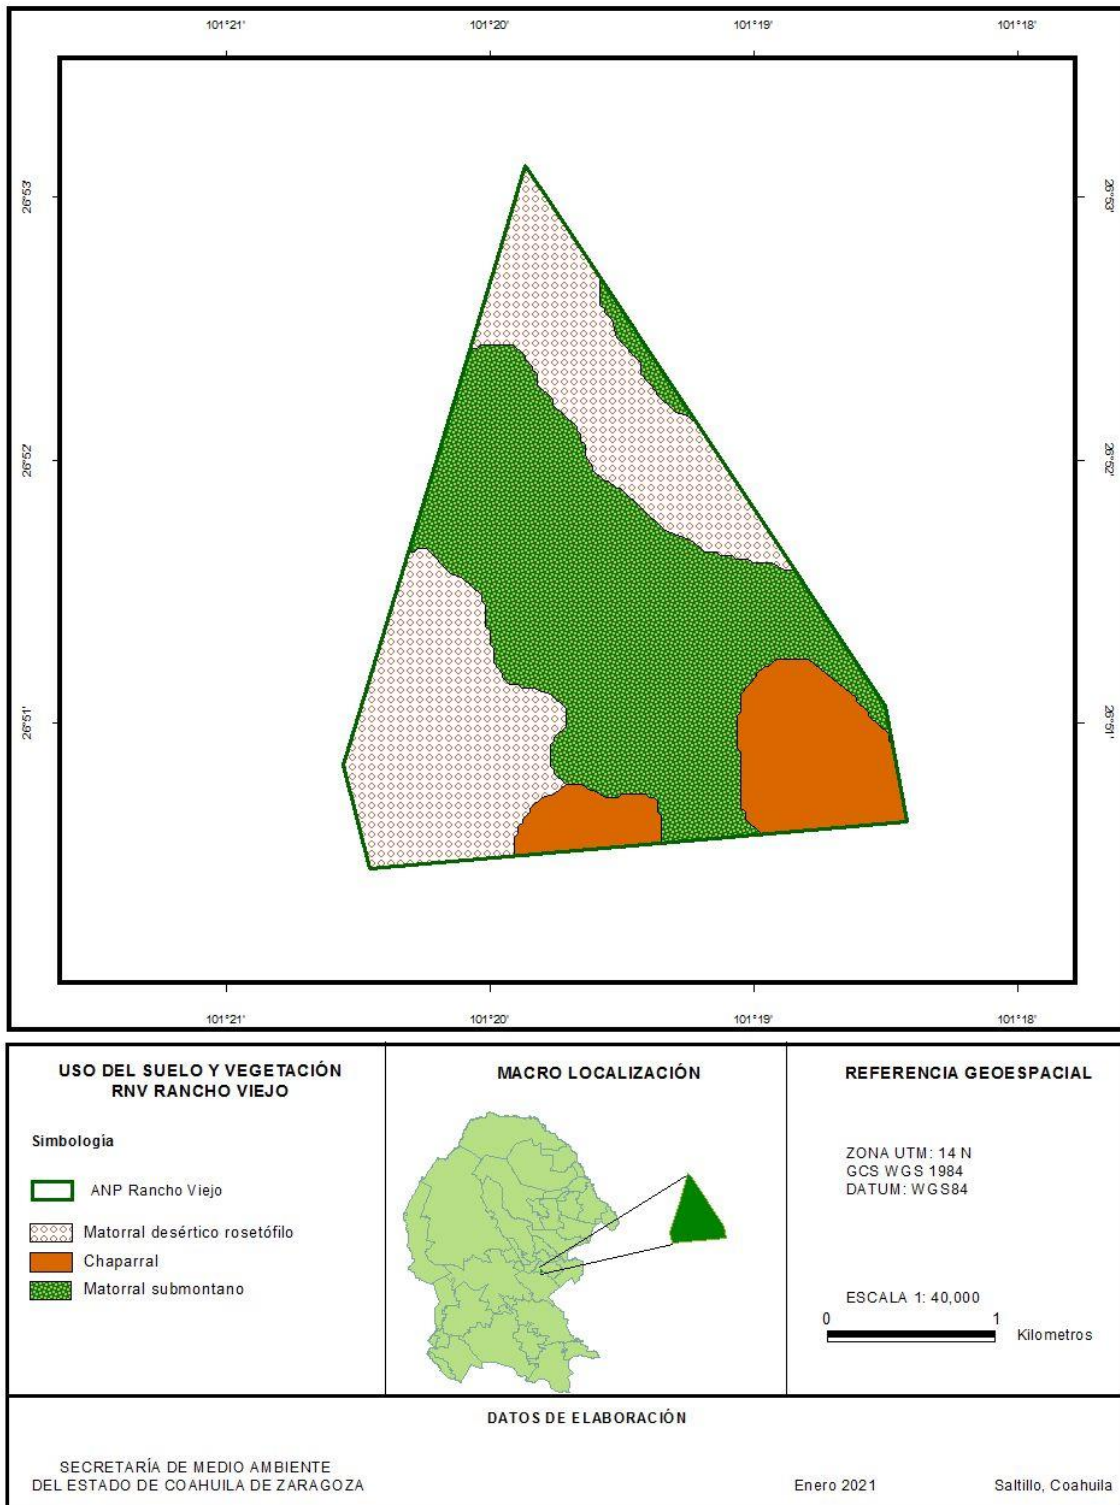 101°21'
101°20'
101°19'
101°18'
26°53'
26°53'
26°52'
26°52'
26°51'
26°51'
101°21'
101°20'
101°19'
101°18'
USO DEL SUELO Y VEGETACIÓN
RNV RANCHO VIEJO
Simbología
ANP Rancho Viejo
Matorral desértico rosetófilo
Chaparral
Matorral submontano
MACRO LOCALIZACIÓN
REFERENCIA GEOESPACIAL
ZONA UTM: 14 N
GCS WGS 1984
DATUM: WGS84
ESCALA 1: 40,000
0 1
Kilometros
DATOS DE ELABORACIÓN
SECRETARÍA DE MEDIO AMBIENTE
DEL ESTADO DE COAHUILA DE ZARAGOZA
Enero 2021
Saltillo, Coahuila